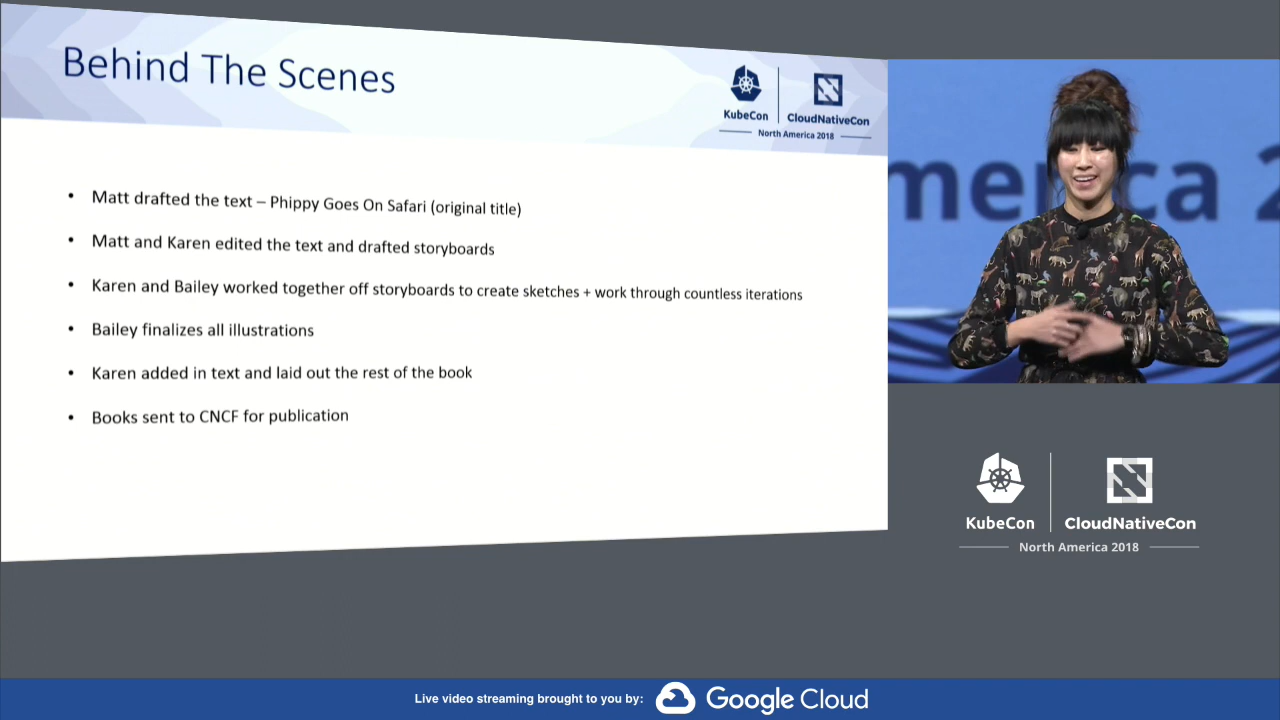 Behind The Scenes
KubeCon
CloudNativeCon
North America 2018
• Matt drafted the text – Phippy Goes On Safari (original title)
• Matt and Karen edited the text and drafted storyboards
• Karen and Bailey worked together off storyboards to create sketches + work through countless iterations
• Bailey finalizes all illustrations
• Karen added in text and laid out the rest of the book
• Books sent to CNCF for publication
merica 2
KubeCon
CloudNativeCon
North America 2018
Live video streaming brought to you by:
Google Cloud